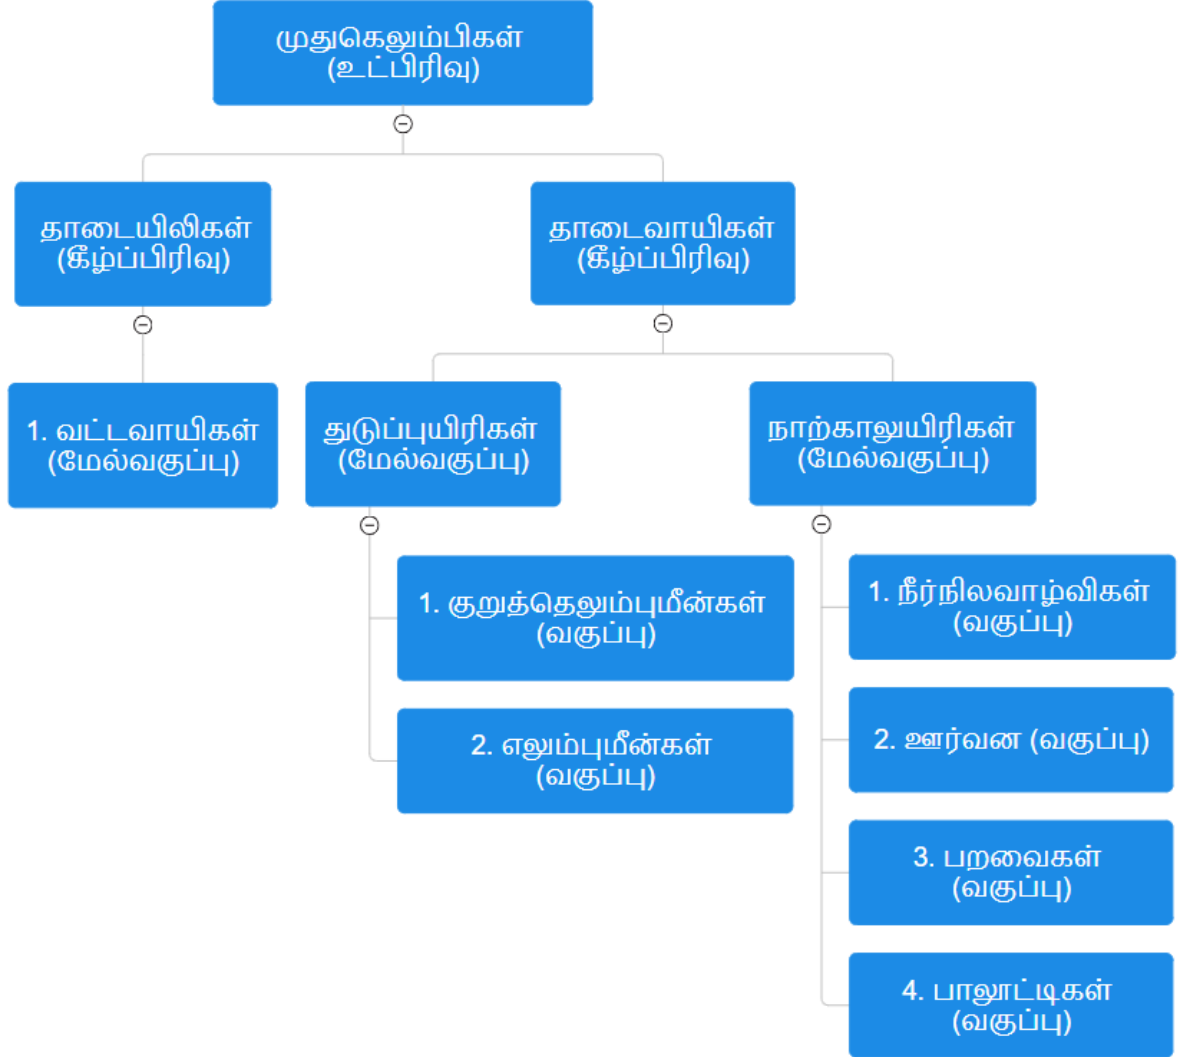 முதுகெலும்பிகள்
(உட்பிரிவு)
தாடையிலிகள்
(கீழ்ப்பிரிவு)
தாடைவாயிகள்
(கீழ்ப்பிரிவு)
1. வட்டவாயிகள்
(மேல்வகுப்பு)
துடுப்புயிரிகள்
(மேல்வகுப்பு)
நாற்காலுயிரிகள்
(மேல்வகுப்பு)
1. குறுத்தெலும்புமீன்கள்
(வகுப்பு)
2. எலும்புமீன்கள்
(வகுப்பு)
1. நீர்நிலவாழ்விகள்
(வகுப்பு)
2. ஊர்வன (வகுப்பு)
3. பறவைகள்
(வகுப்பு)
4. பாலூட்டிகள்
(வகுப்பு)